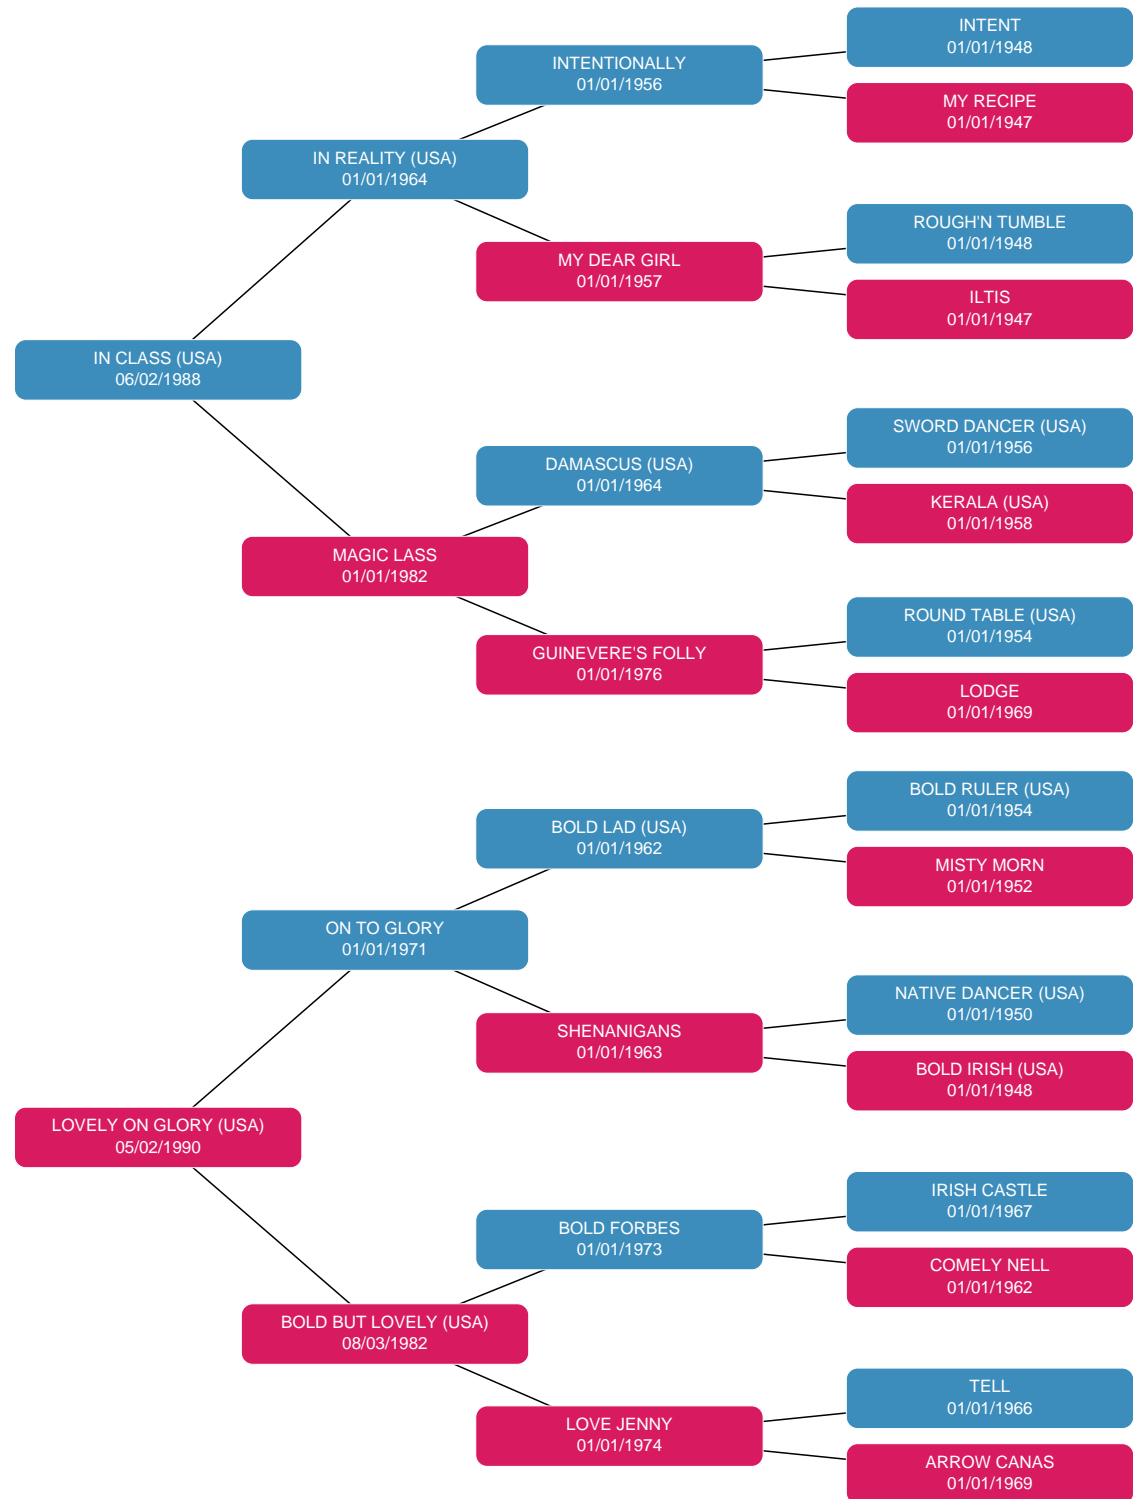 INTENT
01/01/1948
INTENTIONALLY
01/01/1956
MY RECIPE
01/01/1947
IN REALITY (USA)
01/01/1964
ROUGH'N TUMBLE
01/01/1948
MY DEAR GIRL
01/01/1957
ILTIS
01/01/1947
IN CLASS (USA)
06/02/1988
SWORD DANCER (USA)
01/01/1956
DAMASCUS (USA)
01/01/1964
KERALA (USA)
01/01/1958
MAGIC LASS
01/01/1982
ROUND TABLE (USA)
01/01/1954
GUINEVERE'S FOLLY
01/01/1976
LODGE
01/01/1969
BOLD RULER (USA)
01/01/1954
BOLD LAD (USA)
01/01/1962
MISTY MORN
01/01/1952
ON TO GLORY
01/01/1971
NATIVE DANCER (USA)
01/01/1950
SHENANIGANS
01/01/1963
BOLD IRISH (USA)
01/01/1948
LOVELY ON GLORY (USA)
05/02/1990
IRISH CASTLE
01/01/1967
BOLD FORBES
01/01/1973
COMELY NELL
01/01/1962
BOLD BUT LOVELY (USA)
08/03/1982
TELL
01/01/1966
LOVE JENNY
01/01/1974
ARROW CANAS
01/01/1969